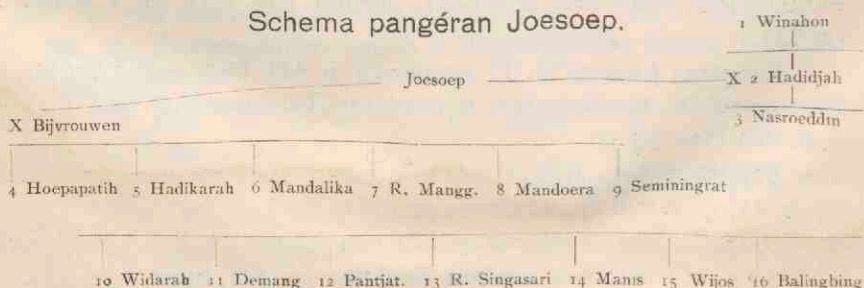 Schema pangéran Joesoep.
1 Winahon
Joesoep X 2 Hadidjah
3 Nasroeddin
X Bijvrouwen
4 Hoepapatih 5 Hadikarah 6 Mandalika 7 R. Mangg. 8 Mandoera 9 Seminingrat
10 Widarah 11 Demang 12 Pantjat. 13 R. Singasari 14 Manis 15 Wijos 16 Balingbing